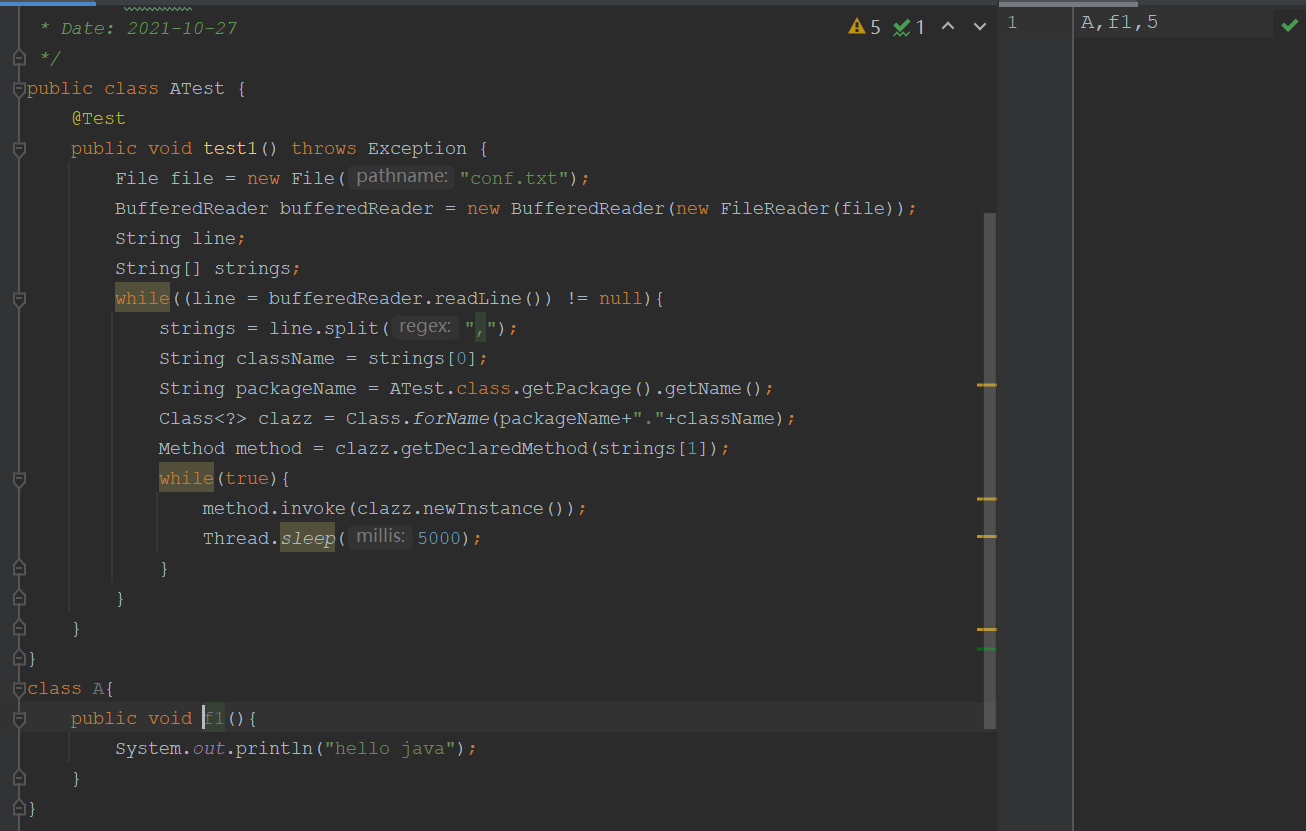 * Date: 2021-10-27
*/
5 1
public class ATest {
@Test
public void test1() throws Exception {
File file = new File( pathname: "conf.txt");
BufferedReader bufferedReader = new BufferedReader(new FileReader(file));
String line;
String[] strings;
while((line = bufferedReader.readLine()) != null){
strings = line.split( regex: ",");
String className = strings[0];
String packageName = ATest.class.getPackage().getName();
Class<?> clazz = Class.forName(packageName+"."+className);
Method method = clazz.getDeclaredMethod(strings[1]);
while(true){
method.invoke(clazz.newInstance());
Thread.sleep( millis: 5000);
}
}
}
}
class A{
public void f1(){
System.out.println("hello java");
}
}
1 A,f1,5